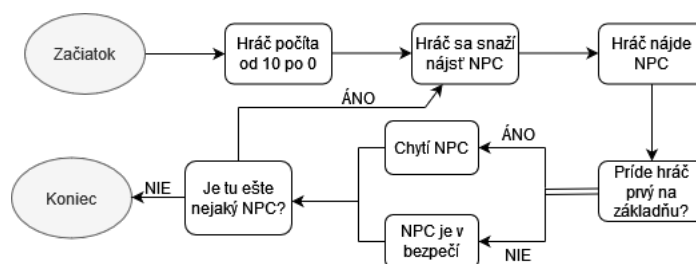 Začiatok
Hráč počíta
od 10 po 0
Hráč sa snaží
nájsť NPC
Hráč nájde
NPC
ÁNO
Chytí NPC
ÁNO
Príde hráč
prvý na
základňu?
Koniec
NIE
Je tu ešte
nejaký NPC?
NPC je v
bezpečí
NIE